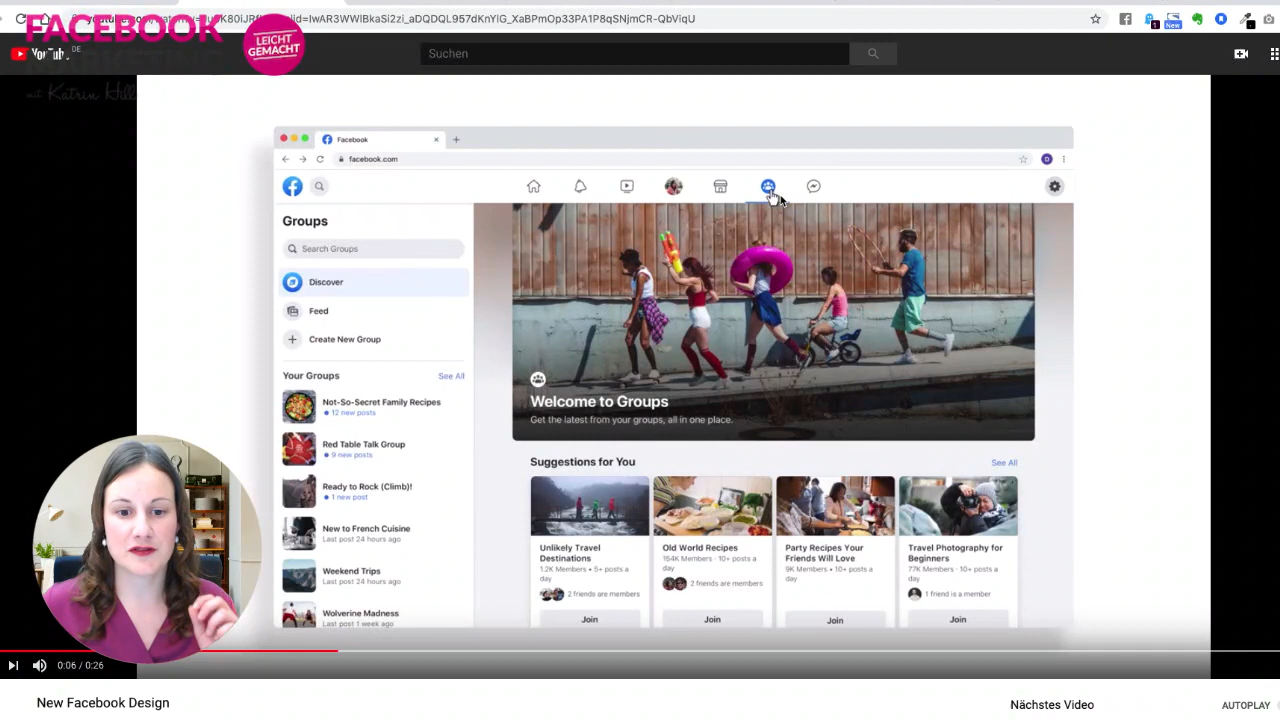 FACEBOOK
LEICHT
GEMACHT
MARKETING
mit Katrin Hill
YouTube DE
Suchen
New
Facebook
facebook.com
Groups
Search Groups
Discover
Feed
Create New Group
Your Groups See All
Not-So-Secret Family Recipes
12 new posts
Red Table Talk Group
9 new posts
Ready to Rock (Climb)!
1 new post
New to French Cuisine
Last post 24 hours ago
Weekend Trips
Last post 24 hours ago
Wolverine Madness
Last post 1 week ago
Welcome to Groups
Get the latest from your groups, all in one place.
Suggestions for You See All
Unlikely Travel
Destinations
1.2K Members • 5+ posts a
day
2 friends are members
Join
Old World Recipes
164K Members · 10+ posts a
day
2 friends are members
Join
Party Recipes Your
Friends Will Love
9K Members • 10+ posts a
day
Join
Travel Photography for
Beginners
77K Members · 10+ posts a
day
1 friend is a member
Join
0:06 / 0:26
New Facebook Design
Nächstes Video
AUTOPLAY